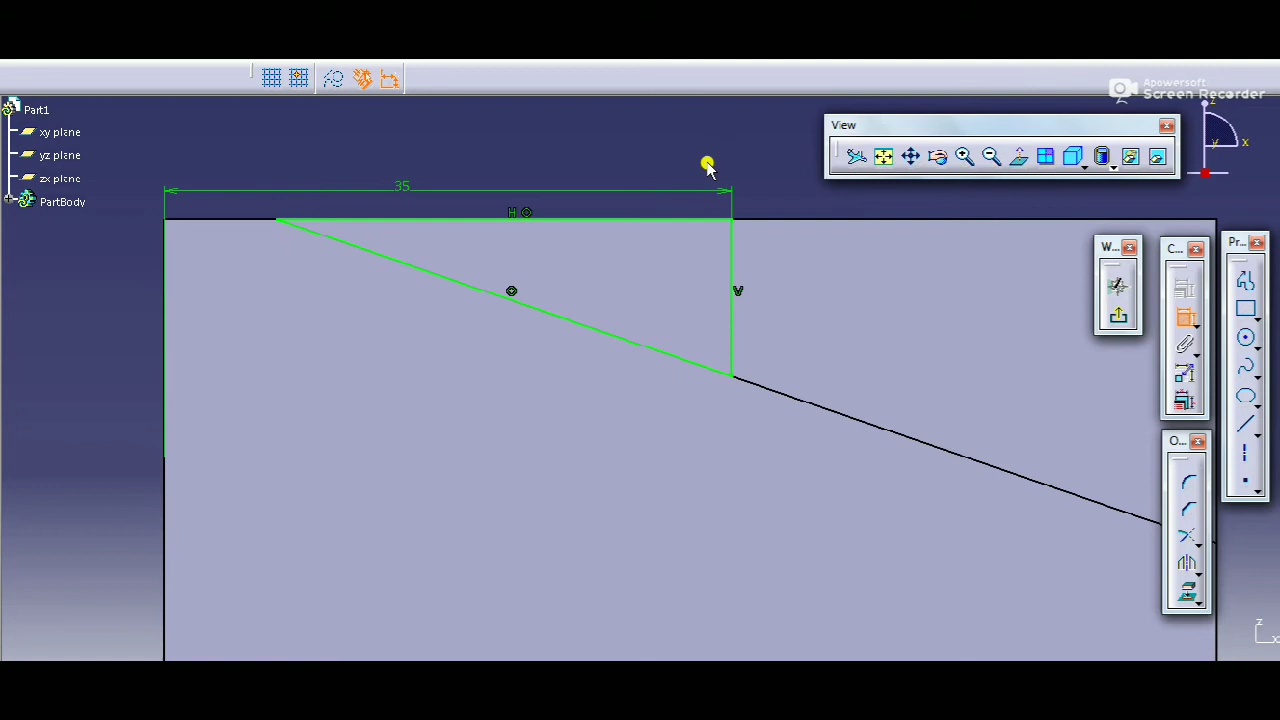 Apowersoft
Screen Recorder
Part1
xy plane
yz plane
zx plane
PartBody
View
z
x
y
35
H
V
W...
C...
Pr...
O...
z
x